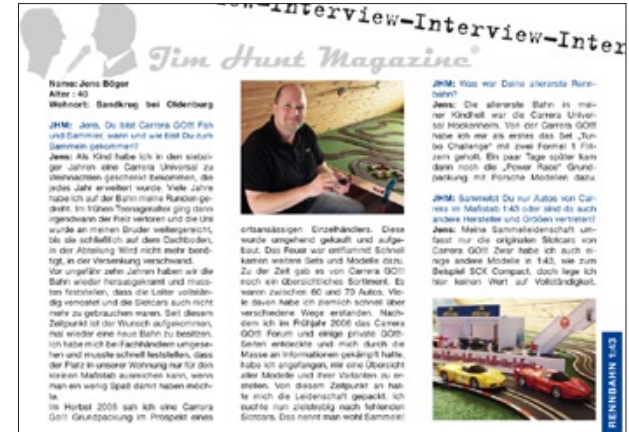 -Interview-Interview-Inter
Jim Hunt Magazine®
Name: Jens Böger
Alter : 40
Wohnort: Sandkrug bei Oldenburg
JHM: Jens, Du bist Carrera GO!!! Fan
und Sammler, wann und wie bist Du zum
Sammeln gekommen?
Jens: Als Kind habe ich in den siebzi-
ger Jahren eine Carrera Universal zu
Weihnachten geschenkt bekommen, die
jedes Jahr erweitert wurde. Viele Jahre
habe ich auf der Bahn meine Runden ge-
dreht. Im frühen Teenageralter ging dann
irgendwann der Reiz verloren und die Uni
wurde an meinen Bruder weitergereicht,
bis sie schließlich auf dem Dachboden,
in der Abteilung Wird nicht mehr benö-
tigt, in der Versenkung verschwand.
Vor ungefähr zehn Jahren haben wir die
Bahn wieder herausgekramt und muss-
ten feststellen, dass die Leiter vollstän-
dig verrostet und die Slotcars auch nicht
mehr zu gebrauchen waren. Seit diesem
Zeitpunkt ist der Wunsch aufgekommen,
mal wieder eine neue Bahn zu besitzen.
Ich habe mich bei Fachhändlern umgese-
hen und musste schnell feststellen, dass
der Platz in unserer Wohnung nur für den
kleinen Maßstab ausreichen kann, wenn
man ein wenig Spaß damit haben möch-
te.
Im Herbst 2005 sah ich eine Carrera
Go!! Grundpackung im Prospekt eines
ortsansässigen Einzelhändlers. Diese
wurde umgehend gekauft und aufge-
baut. Das Feuer war entflammt! Schnell
kamen weitere Sets und Modelle dazu.
Zu der Zeit gab es von Carrera GO!!!
noch ein übersichtliches Sortiment. Es
waren zwischen 60 und 70 Autos. Vie-
le davon habe ich ziemlich schnell über
verschiedene Wege erstanden. Nach-
dem ich im Frühjahr 2006 das Carrera
GO!!! Forum und einige private GO!!!-
Seiten entdeckte und mich durch die
Masse an Informationen gekämpft hatte,
habe ich angefangen, mir eine Übersicht
aller Modelle und ihrer Varianten zu er-
stellen. Von diesem Zeitpunkt an hat-
te mich die Leidenschaft gepackt. Ich
suchte nun zielstrebig nach fehlenden
Slotcars. Das nennt man wohl Sammeln!
JHM: Was war Deine allererste Renn-
bahn?
Jens: Die allererste Bahn in mei-
ner Kindheit war die Carrera Univer-
sal Hockenheim. Von der Carrera GO!!!
habe ich mir als erstes das Set „Tur-
bo Challenge“ mit zwei Formel 1 Flit-
zern geholt. Ein paar Tage später kam
dann noch die „Power Race“ Grund-
packung mit Porsche Modellen dazu.
JHM: Sammelst Du nur Autos von Car-
rera im Maßstab 1:43 oder sind da auch
andere Hersteller und Größen vertreten?
Jens: Meine Sammelleidenschaft um-
fasst nur die originalen Slotcars von
Carrera GO!!! Zwar habe ich auch ei-
nige andere Modelle in 1:43, wie zum
Beispiel SCX Compact, doch lege ich
hier keinen Wert auf Vollständigkeit.
RENNBAHN 1:43